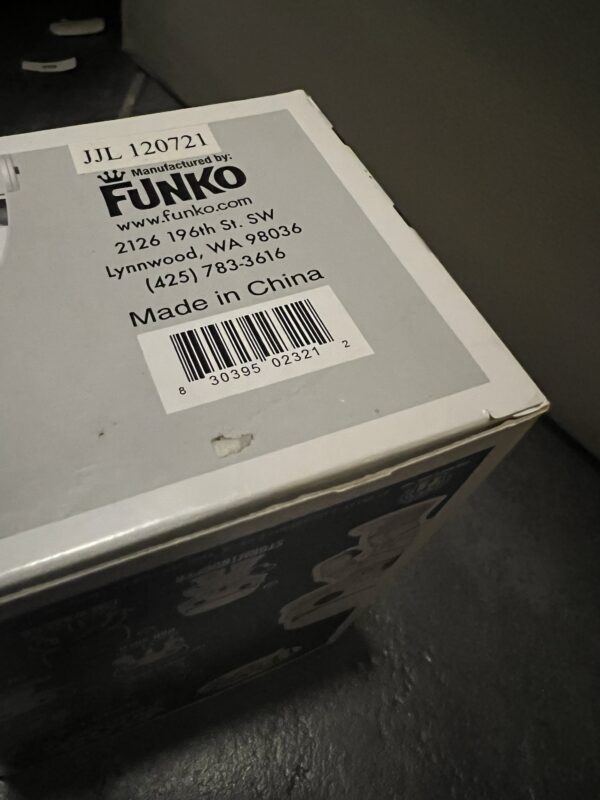 JJL 120721
Manufactured by:
FUNKO
www.funko.com
2126 196th St. SW
Lynnwood, WA 98036
(425) 783-3616
Made in China
8 30395 02321 2